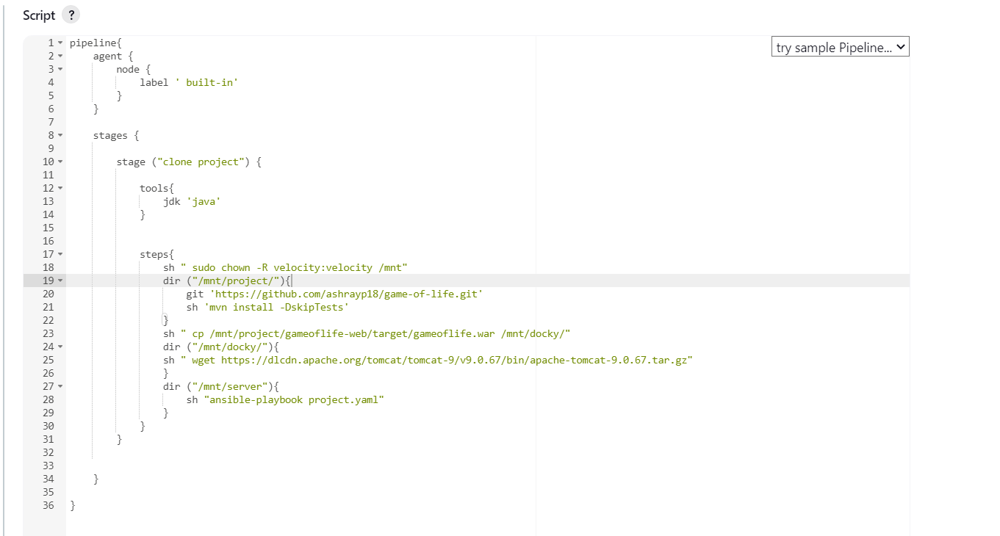 Script ?
try sample Pipeline...
1 pipeline{
2 agent {
3 node {
4 label ' built-in'
5 }
6 }
7
8 stages {
9
10 stage ("clone project") {
11
12 tools{
13 jdk 'java'
14 }
15
16
17 steps{
18 sh " sudo chown -R velocity:velocity /mnt"
19 dir ("/mnt/project/"){
20 git 'https://github.com/ashrayp18/game-of-life.git'
21 sh 'mvn install -DskipTests'
22 }
23 sh " cp /mnt/project/gameoflife-web/target/gameoflife.war /mnt/docky/"
24 dir ("/mnt/docky/"){
25 sh " wget https://dlcdn.apache.org/tomcat/tomcat-9/v9.0.67/bin/apache-tomcat-9.0.67.tar.gz"
26 }
27 dir ("/mnt/server"){
28 sh "ansible-playbook project.yaml"
29 }
30 }
31 }
32
33
34 }
35
36 }